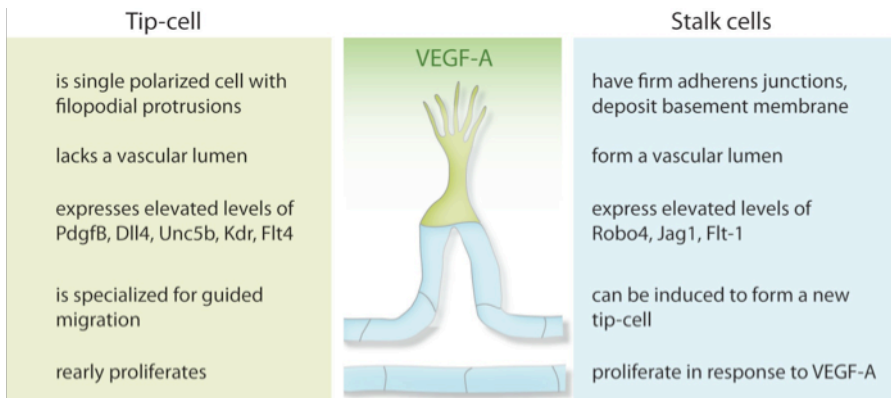 Tip-cell
is single polarized cell with
filopodial protrusions
lacks a vascular lumen
expresses elevated levels of
PdgfB, Dll4, Unc5b, Kdr, Flt4
is specialized for guided
migration
rearly proliferates
VEGF-A
Stalk cells
have firm adherens junctions,
deposit basement membrane
form a vascular lumen
express elevated levels of
Robo4, Jag1, Flt-1
can be induced to form a new
tip-cell
proliferate in response to VEGF-A